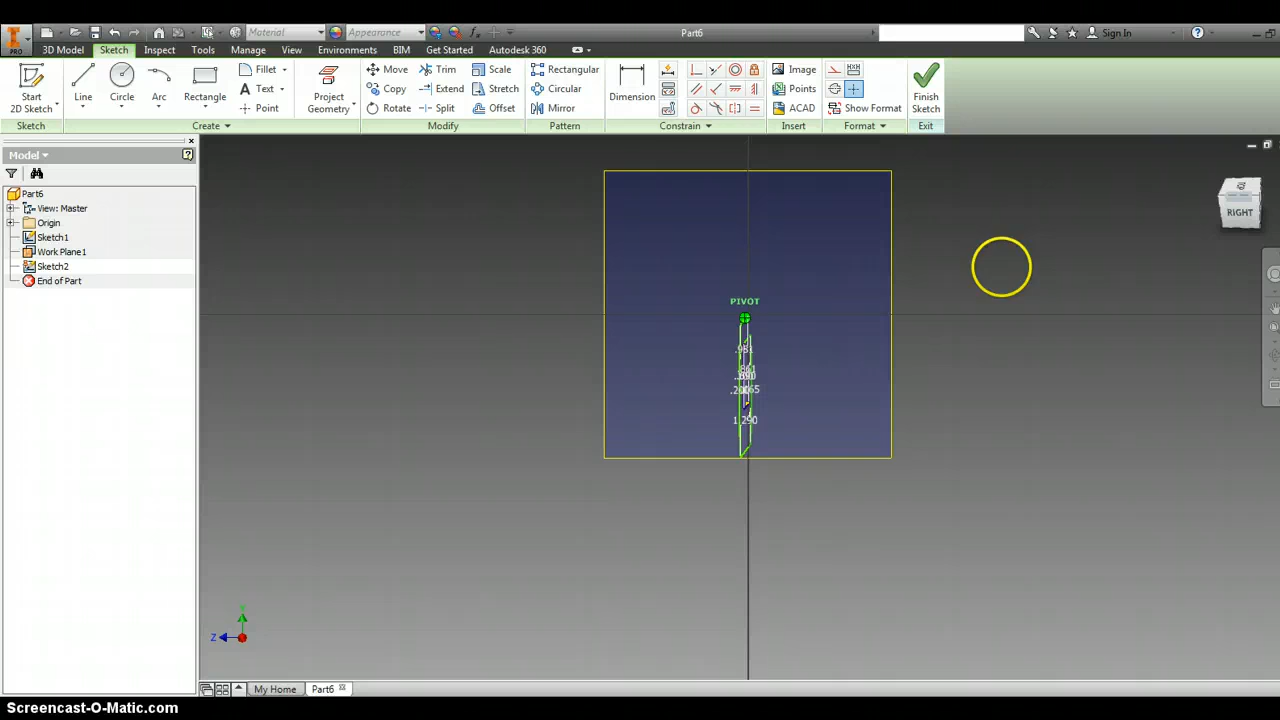 Material
Appearance
Part6
Sign In
PRO
3D Model Sketch Inspect Tools Manage View Environments BIM Get Started Autodesk 360
Start
2D Sketch
Line
Circle
Arc
Rectangle
Fillet
Text
Point
Project
Geometry
Move
Copy
Rotate
Trim
Extend
Split
Scale
Stretch
Offset
Rectangular
Circular
Mirror
Dimension
Image
Points
ACAD
Show Format
Finish
Sketch
Sketch
Create
Modify
Pattern
Constrain
Insert
Format
Exit
Model
Part6
View: Master
Origin
Sketch1
Work Plane1
Sketch2
End of Part
RIGHT
PIVOT
1.290
Z
Y
My Home
Part6
Screencast-O-Matic.com